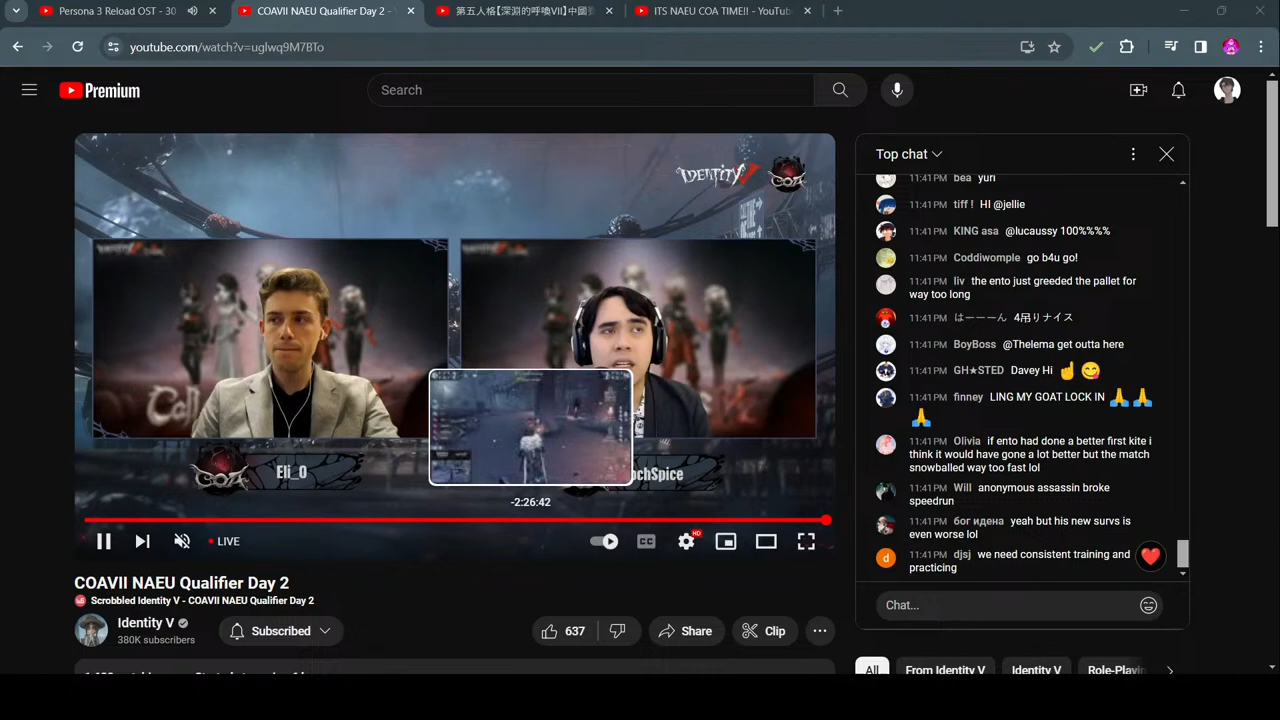 Persona 3 Reload OST - 30
COAVII NAEU Qualifier Day 2 -
第五人格【深淵的呼喚VII】中國
ITS NAEU COA TIME!! - YouTub
youtube.com/watch?v=uglwq9M7BTo
Premium
Search
IDENTITY V
COA
Eli_O
chSpice
-2:26:42
LIVE
CC
HD
COAVII NAEU Qualifier Day 2
Scrobbled Identity V - COAVII NAEU Qualifier Day 2
Identity V
380K subscribers
Subscribed
637
Share
Clip
Top chat
11:41 PM bea yuri
11:41 PM tiff ! HI @jellie
11:41 PM KING asa @lucaussy 100%%%%
11:41 PM Coddiwomple go b4u go!
11:41 PM liv the ento just greeded the pallet for
way too long
11:41 PM はーーーん 4吊りナイス
11:41 PM BoyBoss @Thelema get outta here
11:41 PM GH★STED Davey Hi ☝️ 😋
11:41 PM finney LING MY GOAT LOCK IN 🙏 🙏
🙏
11:41 PM Olivia if ento had done a better first kite i
think it would have gone a lot better but the match
snowballed way too fast lol
11:41 PM Will anonymous assassin broke
speedrun
11:41 PM бог идена yeah but his new survs is
even worse lol
11:41 PM djsj we need consistent training and
practicing
Chat...
All
From Identity V
Identity V
Role-Playin